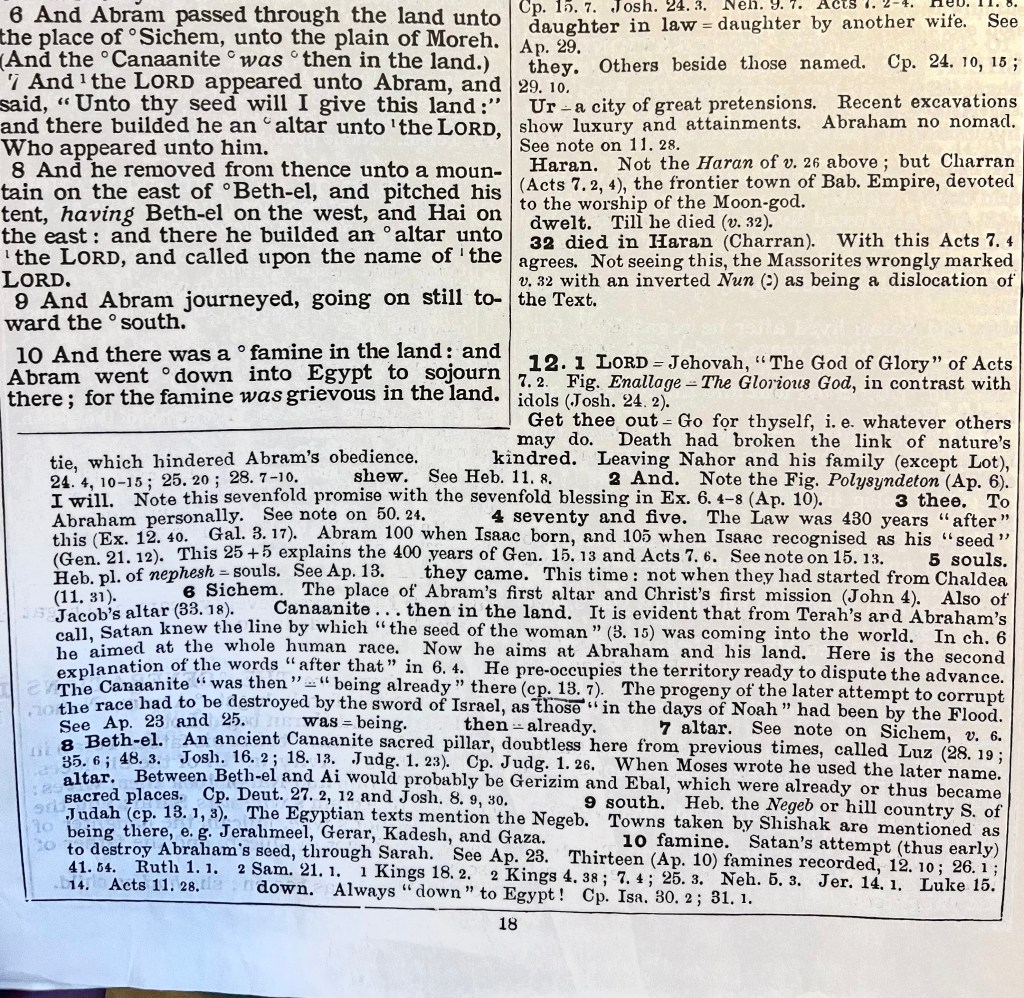 6 And Abram passed through the land unto
the place of °Sichem, unto the plain of Moreh.
(And the °Canaanite °was °then in the land.)
7 And ¹the LORD appeared unto Abram, and
said, “Unto thy seed will I give this land:”
and there builded he an °altar unto ¹the LORD,
Who appeared unto him.
8 And he removed from thence unto a moun-
tain on the east of °Beth-el, and pitched his
tent, having Beth-el on the west, and Hai on
the east: and there he builded an °altar unto
¹the LORD, and called upon the name of ¹the
LORD.
9 And Abram journeyed, going on still to-
ward the °south.
10 And there was a °famine in the land: and
Abram went °down into Egypt to sojourn
there; for the famine was grievous in the land.
Cp. 15. 7. Josh. 24. 3. Neh. 9. 7. Acts 7. 2-4. Heb. 11. 8.
daughter in law = daughter by another wife. See
Ap. 29.
they. Others beside those named. Cp. 24. 10, 15;
29. 10.
Ur = a city of great pretensions. Recent excavations
show luxury and attainments. Abraham no nomad.
See note on 11. 28.
Haran. Not the Haran of v. 26 above; but Charran
(Acts 7. 2, 4), the frontier town of Bab. Empire, devoted
to the worship of the Moon-god.
dwelt. Till he died (v. 32).
32 died in Haran (Charran). With this Acts 7. 4
agrees. Not seeing this, the Massorites wrongly marked
v. 32 with an inverted Nun (:) as being a dislocation of
the Text.
12. 1 LORD = Jehovah, “The God of Glory” of Acts
7. 2. Fig. Enallage = The Glorious God, in contrast with
idols (Josh. 24. 2).
Get thee out = Go for thyself, i. e. whatever others
may do. Death had broken the link of nature's
tie, which hindered Abram's obedience. kindred. Leaving Nahor and his family (except Lot),
24. 4, 10-15; 25. 20; 28. 7-10. shew. See Heb. 11. 8. 2 And. Note the Fig. Polysyndeton (Ap. 6).
I will. Note this sevenfold promise with the sevenfold blessing in Ex. 6. 4-8 (Ap. 10). 3 thee. To
Abraham personally. See note on 50. 24. 4 seventy and five. The Law was 430 years “after”
this (Ex. 12. 40. Gal. 3. 17). Abram 100 when Isaac born, and 105 when Isaac recognised as his “seed”
(Gen. 21. 12). This 25 + 5 explains the 400 years of Gen. 15. 13 and Acts 7. 6. See note on 15. 13. 5 souls.
Heb. pl. of nephesh = souls. See Ap. 13. they came. This time: not when they had started from Chaldea
(11. 31). 6 Sichem. The place of Abram's first altar and Christ's first mission (John 4). Also of
Jacob's altar (33. 18). Canaanite . . . then in the land. It is evident that from Terah's and Abraham's
call, Satan knew the line by which “the seed of the woman” (3. 15) was coming into the world. In ch. 6
he aimed at the whole human race. Now he aims at Abraham and his land. Here is the second
explanation of the words “after that” in 6. 4. He pre-occupies the territory ready to dispute the advance.
The Canaanite “was then” = “being already” there (cp. 13. 7). The progeny of the later attempt to corrupt
the race had to be destroyed by the sword of Israel, as those “in the days of Noah” had been by the Flood.
See Ap. 23 and 25. was = being. then = already. 7 altar. See note on Sichem, v. 6.
8 Beth-el. An ancient Canaanite sacred pillar, doubtless here from previous times, called Luz (28. 19;
35. 6; 48. 3. Josh. 16. 2; 18. 13. Judg. 1. 23). Cp. Judg. 1. 26. When Moses wrote he used the later name.
altar. Between Beth-el and Ai would probably be Gerizim and Ebal, which were already or thus became
sacred places. Cp. Deut. 27. 2, 12 and Josh. 8. 9, 30. 9 south. Heb. the Negeb or hill country S. of
Judah (cp. 13. 1, 3). The Egyptian texts mention the Negeb. Towns taken by Shishak are mentioned as
being there, e. g. Jerahmeel, Gerar, Kadesh, and Gaza. 10 famine. Satan's attempt (thus early)
to destroy Abraham's seed, through Sarah. See Ap. 23. Thirteen (Ap. 10) famines recorded, 12. 10; 26. 1;
41. 54. Ruth 1. 1. 2 Sam. 21. 1. 1 Kings 18. 2. 2 Kings 4. 38; 7. 4; 25. 3. Neh. 5. 3. Jer. 14. 1. Luke 15.
14. Acts 11. 28. down. Always “down” to Egypt! Cp. Isa. 30. 2; 31. 1.
18